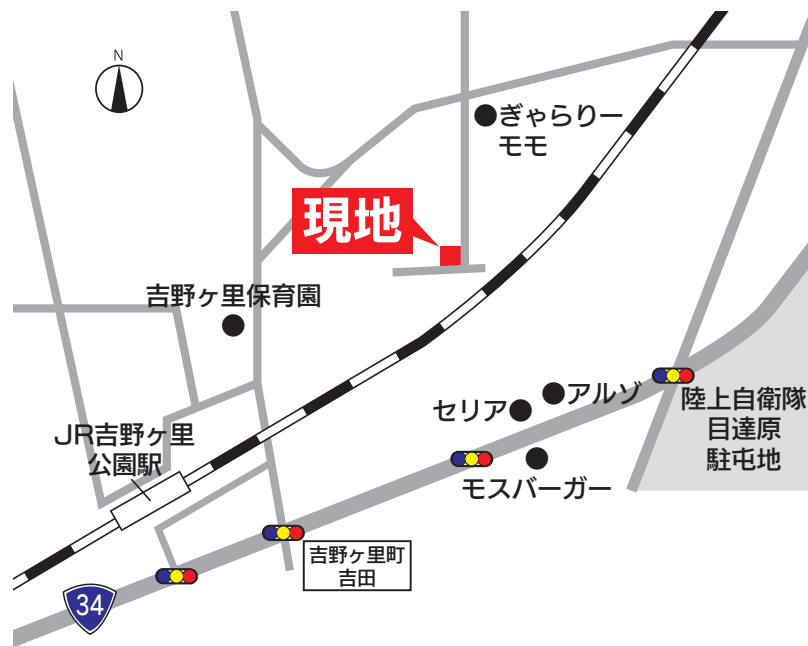 N
ぎゃらりー
モモ
現地
吉野ヶ里保育園
アルゾ
セリア
陸上自衛隊
目達原
駐屯地
JR吉野ヶ里
公園駅
モスバーガー
吉野ヶ里町
吉田
34